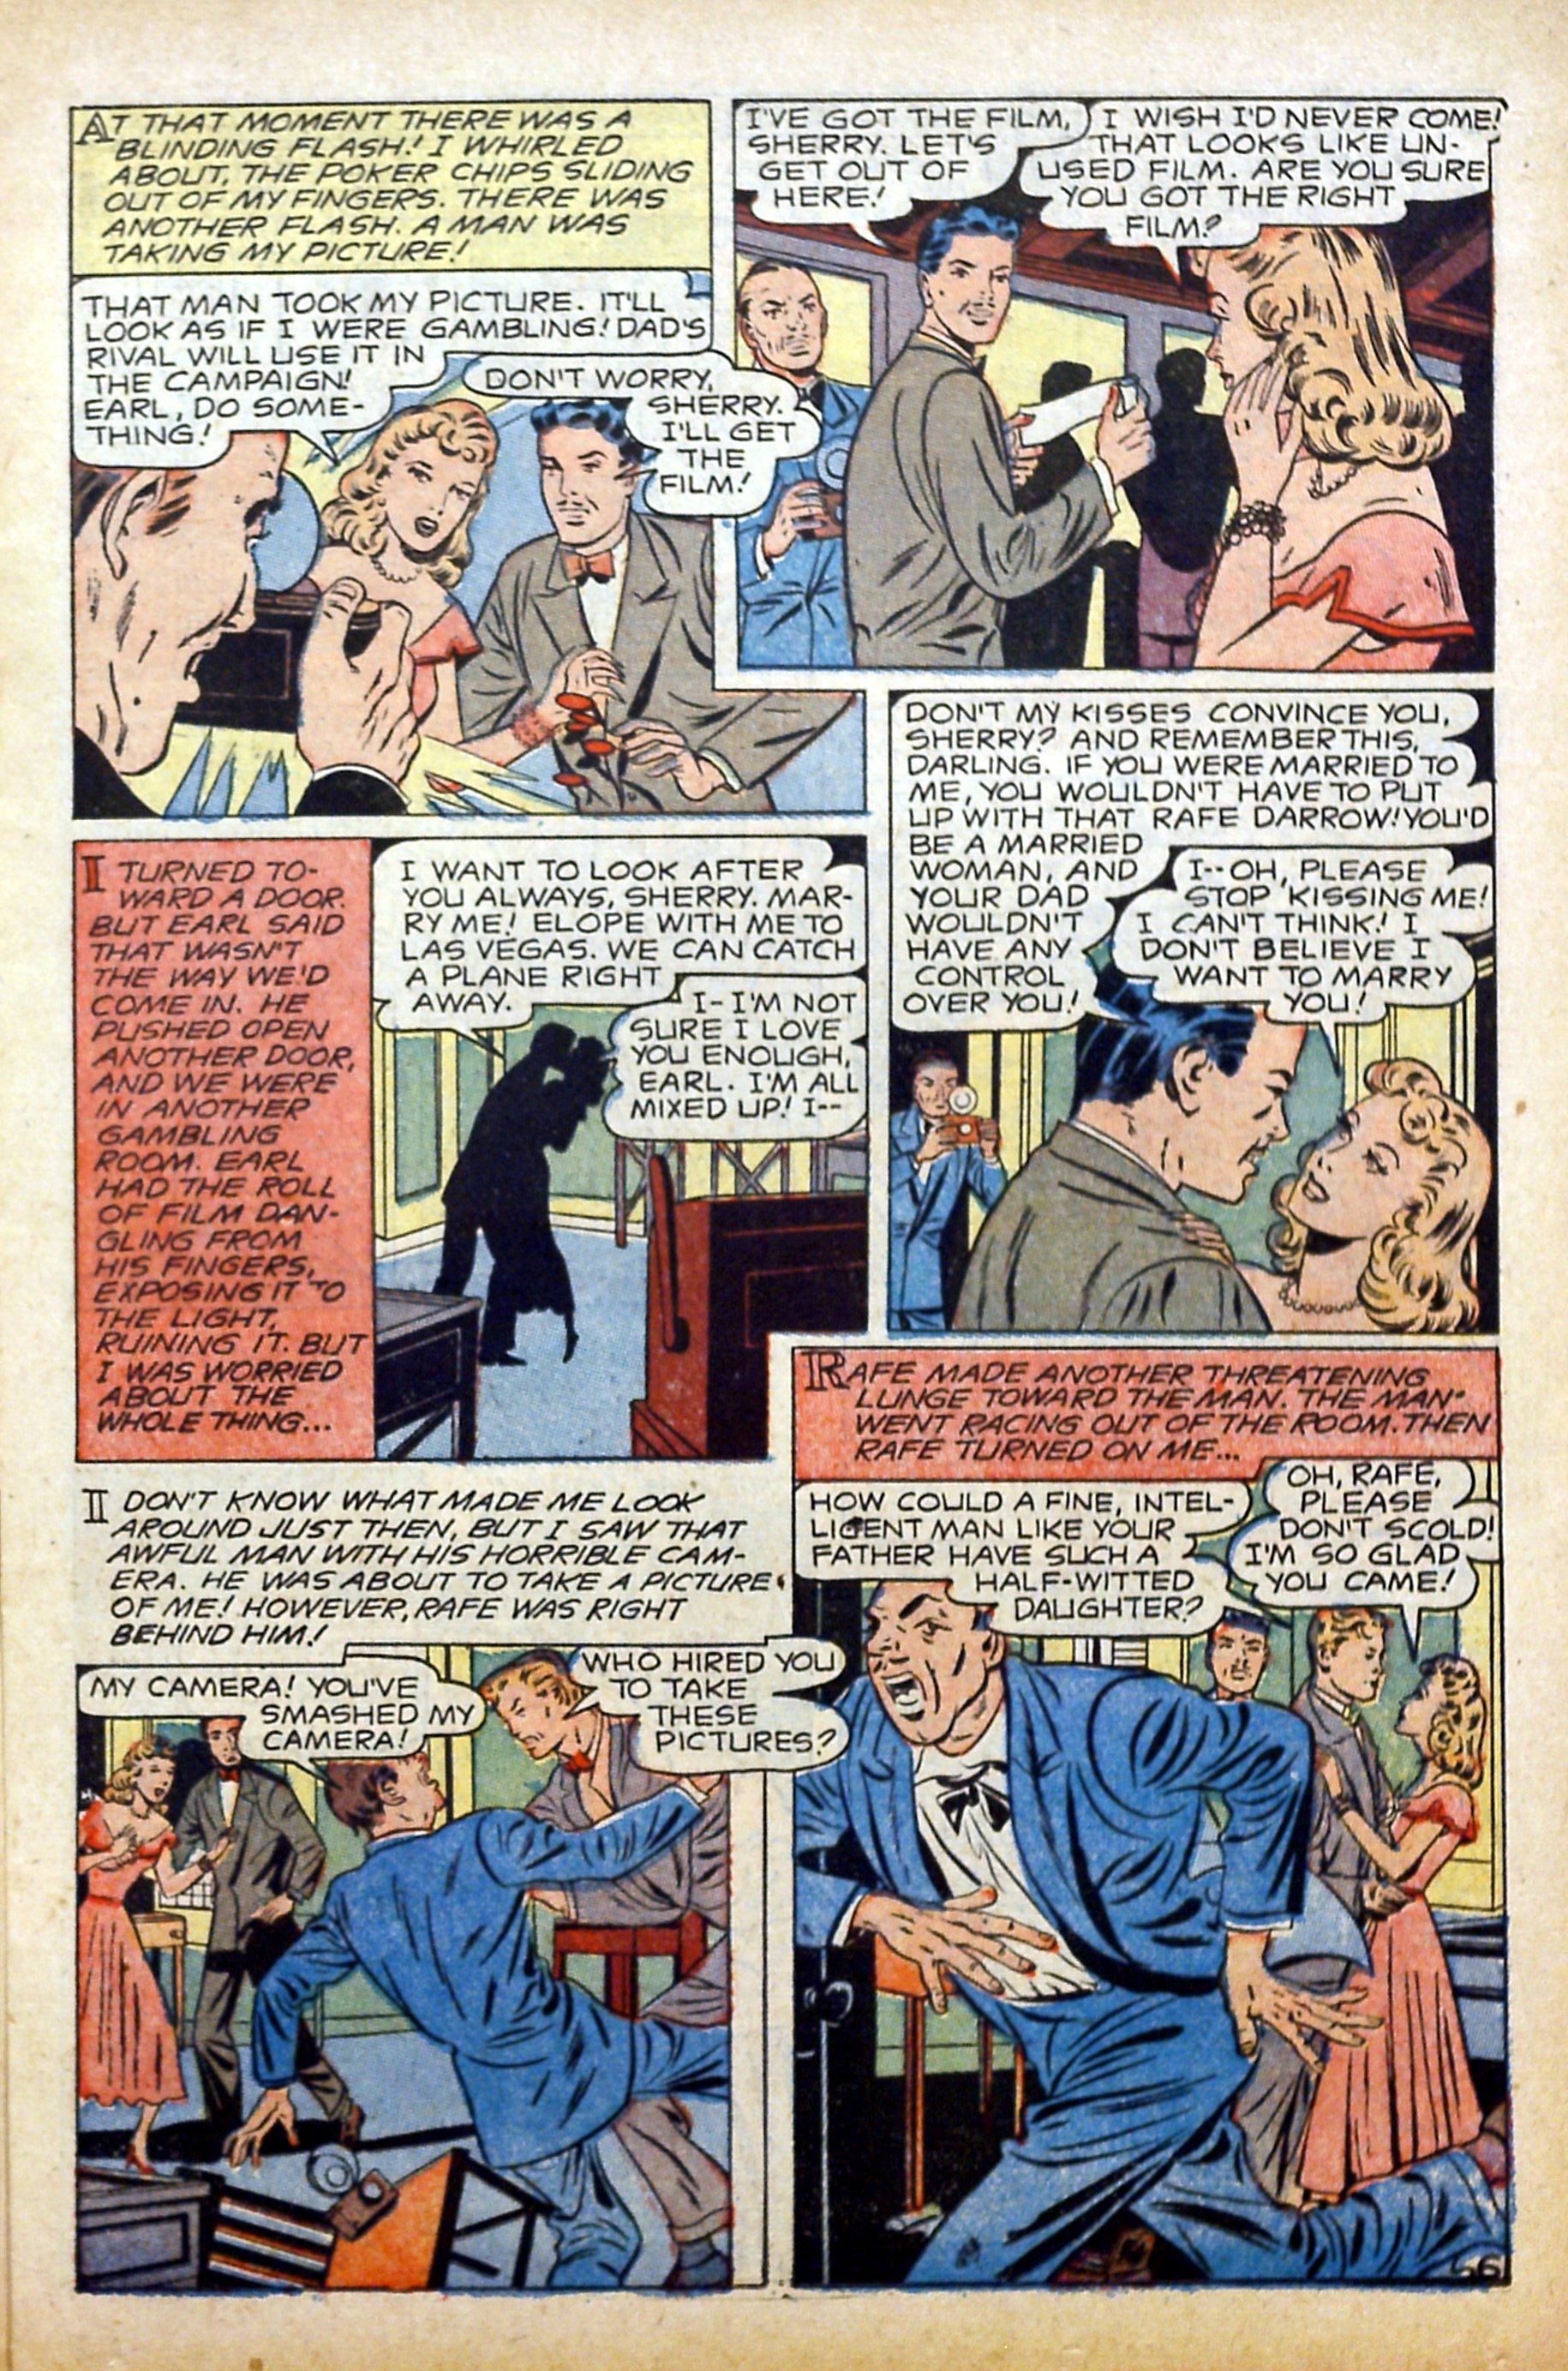 AT THAT MOMENT THERE WAS A
BLINDING FLASH! I WHIRLED
ABOUT, THE POKER CHIPS SLIDING
OUT OF MY FINGERS. THERE WAS
ANOTHER FLASH. A MAN WAS
TAKING MY PICTURE!
THAT MAN TOOK MY PICTURE. IT'LL
LOOK AS IF I WERE GAMBLING! DAD'S
RIVAL WILL USE IT IN
THE CAMPAIGN!
EARL, DO SOME-
THING!
DON'T WORRY,
SHERRY.
I'LL GET
THE
FILM!
I'VE GOT THE FILM,
SHERRY. LET'S
GET OUT OF
HERE!
I WISH I'D NEVER COME!
THAT LOOKS LIKE UN-
USED FILM. ARE YOU SURE
YOU GOT THE RIGHT
FILM?
I TURNED TO-
WARD A DOOR.
BUT EARL SAID
THAT WASN'T
THE WAY WE'D
COME IN. HE
PUSHED OPEN
ANOTHER DOOR,
AND WE WERE
IN ANOTHER
GAMBLING
ROOM. EARL
HAD THE ROLL
OF FILM DAN-
GLING FROM
HIS FINGERS,
EXPOSING IT TO
THE LIGHT,
RUINING IT. BUT
I WAS WORRIED
ABOUT THE
WHOLE THING...
I WANT TO LOOK AFTER
YOU ALWAYS, SHERRY. MAR-
RY ME! ELOPE WITH ME TO
LAS VEGAS. WE CAN CATCH
A PLANE RIGHT
AWAY.
I- I'M NOT
SURE I LOVE
YOU ENOUGH,
EARL. I'M ALL
MIXED UP! I--
DON'T MY KISSES CONVINCE YOU,
SHERRY? AND REMEMBER THIS,
DARLING. IF YOU WERE MARRIED TO
ME, YOU WOULDN'T HAVE TO PUT
UP WITH THAT RAFE DARROW! YOU'D
BE A MARRIED
WOMAN, AND
YOUR DAD
WOULDN'T
HAVE ANY
CONTROL
OVER YOU!
I-- OH, PLEASE
STOP KISSING ME!
I CAN'T THINK! I
DON'T BELIEVE I
WANT TO MARRY
YOU!
I DON'T KNOW WHAT MADE ME LOOK
AROUND JUST THEN, BUT I SAW THAT
AWFUL MAN WITH HIS HORRIBLE CAM-
ERA. HE WAS ABOUT TO TAKE A PICTURE
OF ME! HOWEVER, RAFE WAS RIGHT
BEHIND HIM!
MY CAMERA! YOU'VE
SMASHED MY
CAMERA!
WHO HIRED YOU
TO TAKE
THESE
PICTURES?
RAFE MADE ANOTHER THREATENING
LUNGE TOWARD THE MAN. THE MAN
WENT RACING OUT OF THE ROOM. THEN
RAFE TURNED ON ME...
HOW COULD A FINE, INTEL-
LIGENT MAN LIKE YOUR
FATHER HAVE SUCH A
HALF-WITTED
DAUGHTER?
OH, RAFE,
PLEASE
DON'T SCOLD!
I'M SO GLAD
YOU CAME!
56